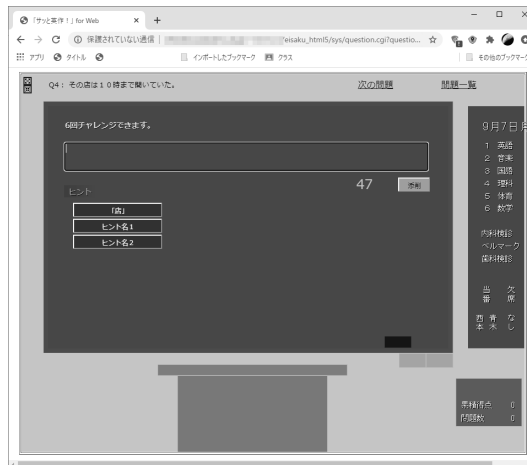 「サッと英作！」for Web
保護されていない通信
/eisaku_html5/sys/question.cgi?questio...
アプリ
タイトル
インポートしたブックマーク
クラス
その他のブックマーク
Q4： その店は１０時まで開いていた。
次の問題
問題一覧
6回チャレンジできます。
47
添削
ヒント
「店」
ヒント名1
ヒント名2
9月7日
1 英語
2 音楽
3 国語
4 理科
5 体育
6 数学
内科検診
ベルマーク
歯科検診
当番
欠席
西本
青木
なし
累積得点 0
問題数 0